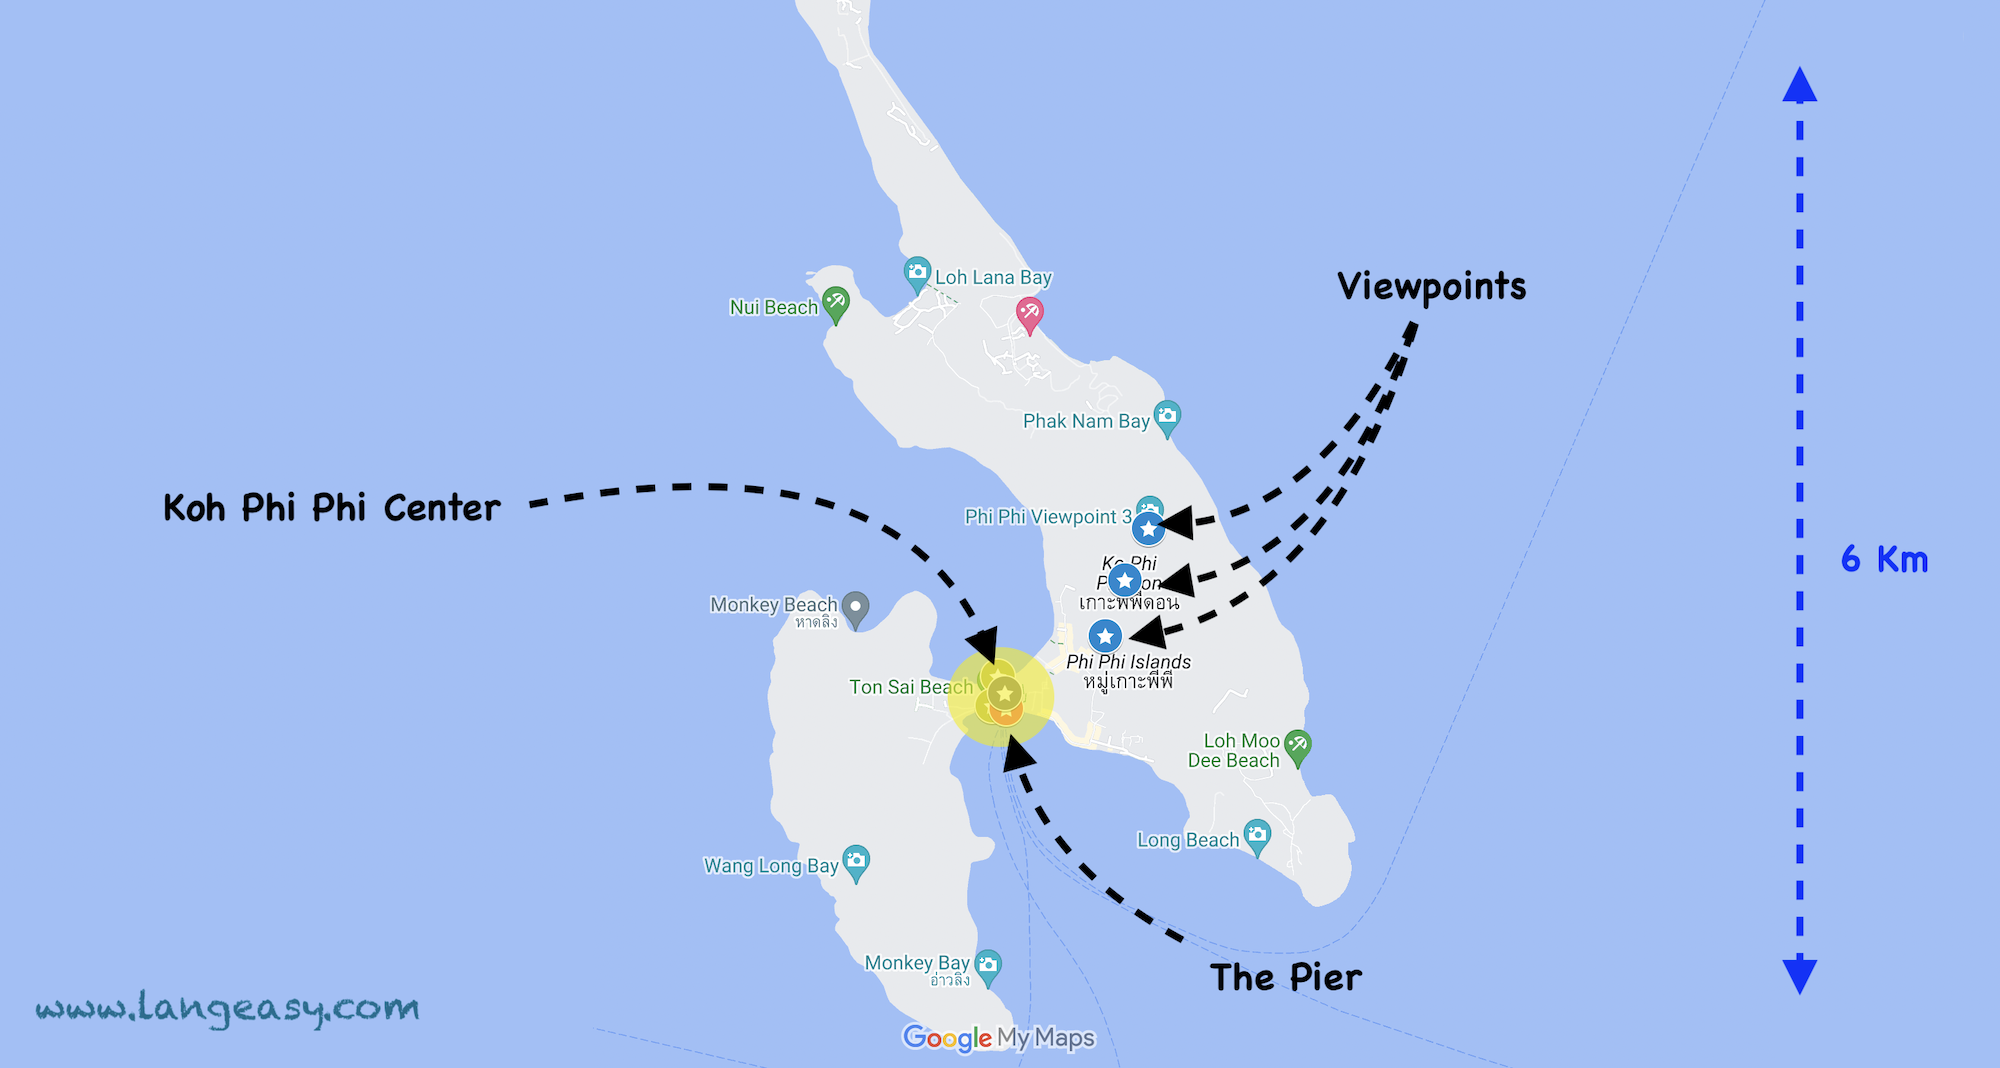 Loh Lana Bay
Viewpoints
Nui Beach
Phak Nam Bay
Koh Phi Phi Center
Phi Phi Viewpoint 3
6 Km
Ko Phi
เกาะพีพีดอน
Monkey Beach
หาดลิง
Phi Phi Islands
หมู่เกาะพีพี
Ton Sai Beach
Loh Moo
Dee Beach
Long Beach
Wang Long Bay
Monkey Bay
อ่าวลิง
The Pier
www.langeasy.com
Google My Maps